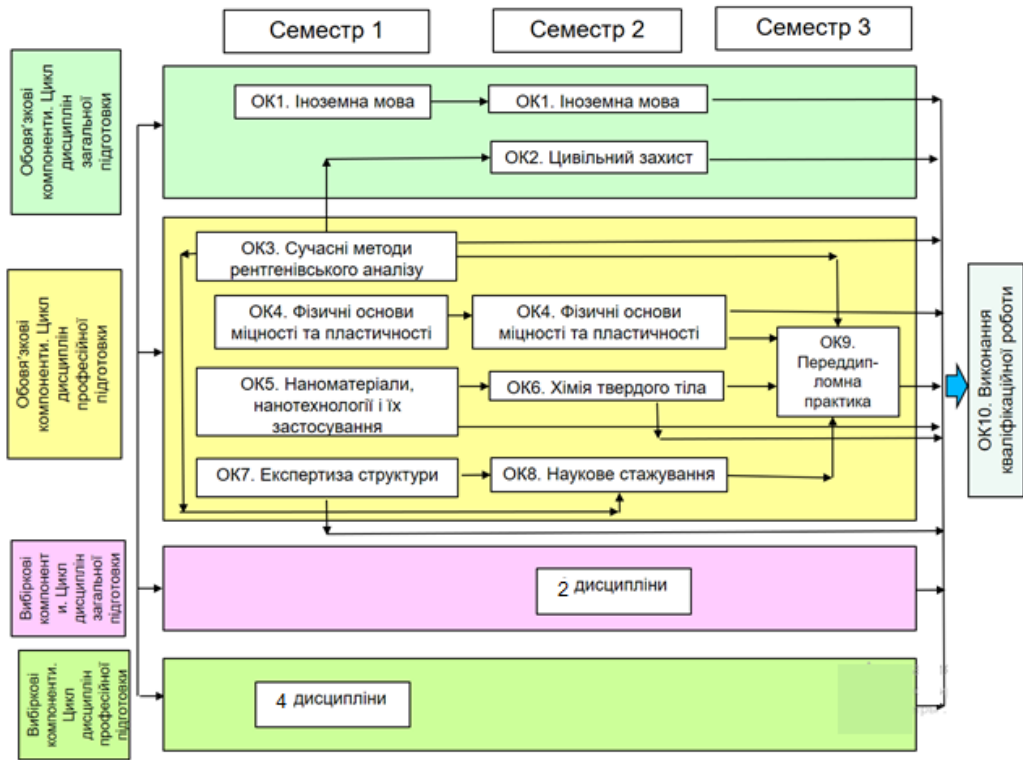 Семестр 1
Семестр 2
Семестр 3
Обовя'язкові
компоненти. Цикл
дисциплін
загальної
підготовки
ОК1. Іноземна мова
ОК1. Іноземна мова
ОК2. Цивільний захист
Обовя'язкові
компоненти. Цикл
дисциплін
професійної
підготовки
ОК3. Сучасні методи
рентгенівського аналізу
ОК4. Фізичні основи
міцності та пластичності
ОК4. Фізичні основи
міцності та пластичності
ОК5. Наноматеріали,
нанотехнології і їх
застосування
ОК6. Хімія твердого тіла
ОК7. Експертиза структури
ОК8. Наукове стажування
ОК9.
Переддип-
ломна
практика
ОК10. Виконання
кваліфікаційної роботи
Вибіркові
компонент
и. Цикл
дисциплін
загальної
підготовки
2 дисципліни
Вибіркові
компоненти.
Цикл
дисциплін
професійної
підготовки
4 дисципліни